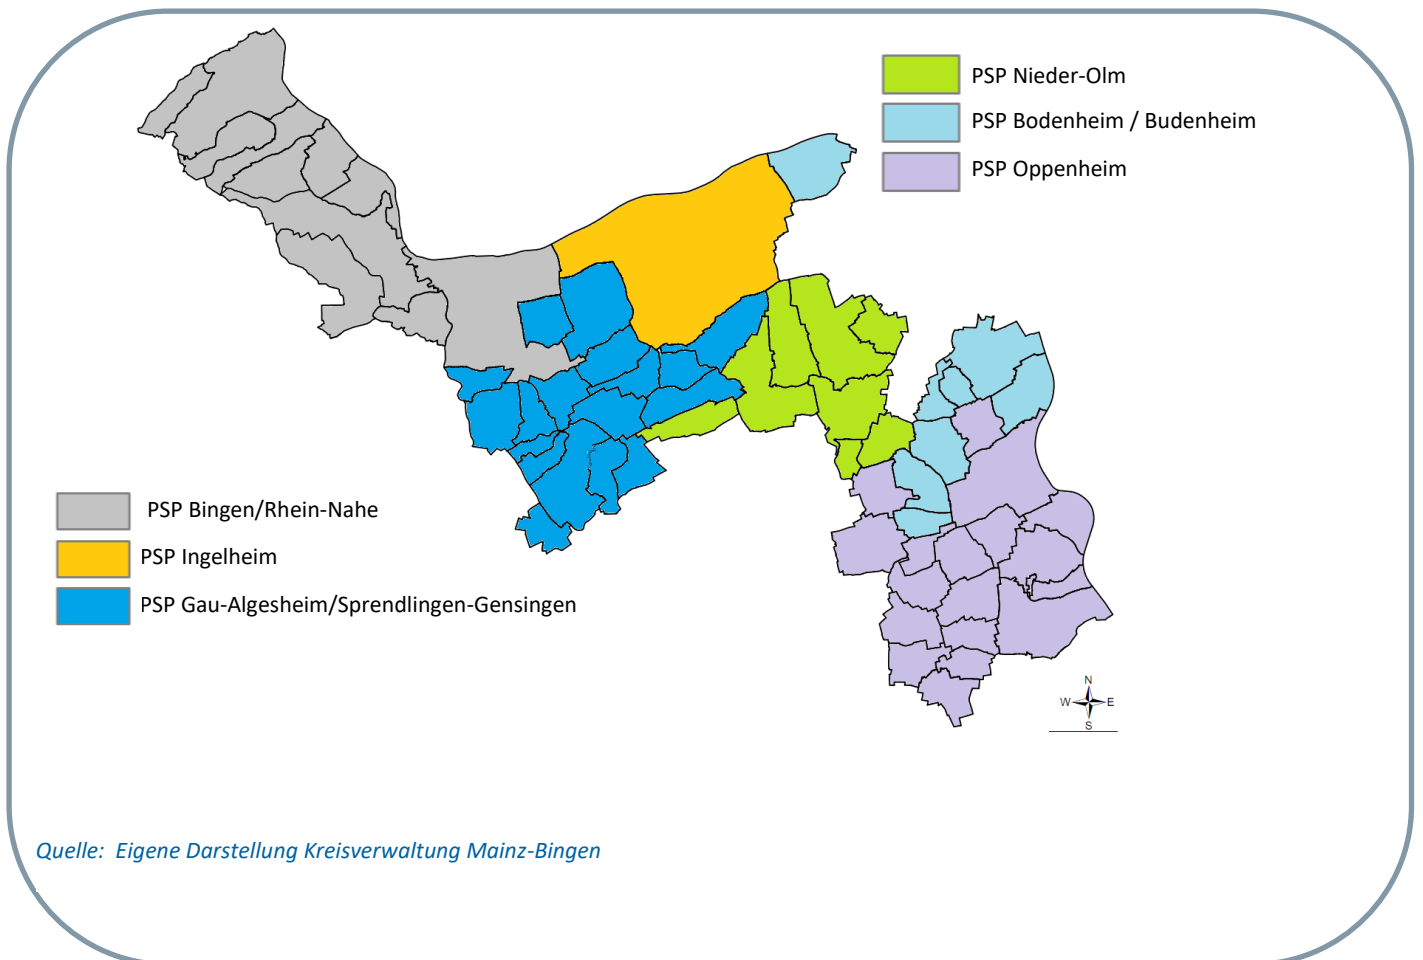 PSP Nieder-Olm
PSP Bodenheim / Budenheim
PSP Oppenheim
PSP Bingen/Rhein-Nahe
PSP Ingelheim
PSP Gau-Algesheim/Sprendlingen-Gensingen
N
W E
S
Quelle: Eigene Darstellung Kreisverwaltung Mainz-Bingen